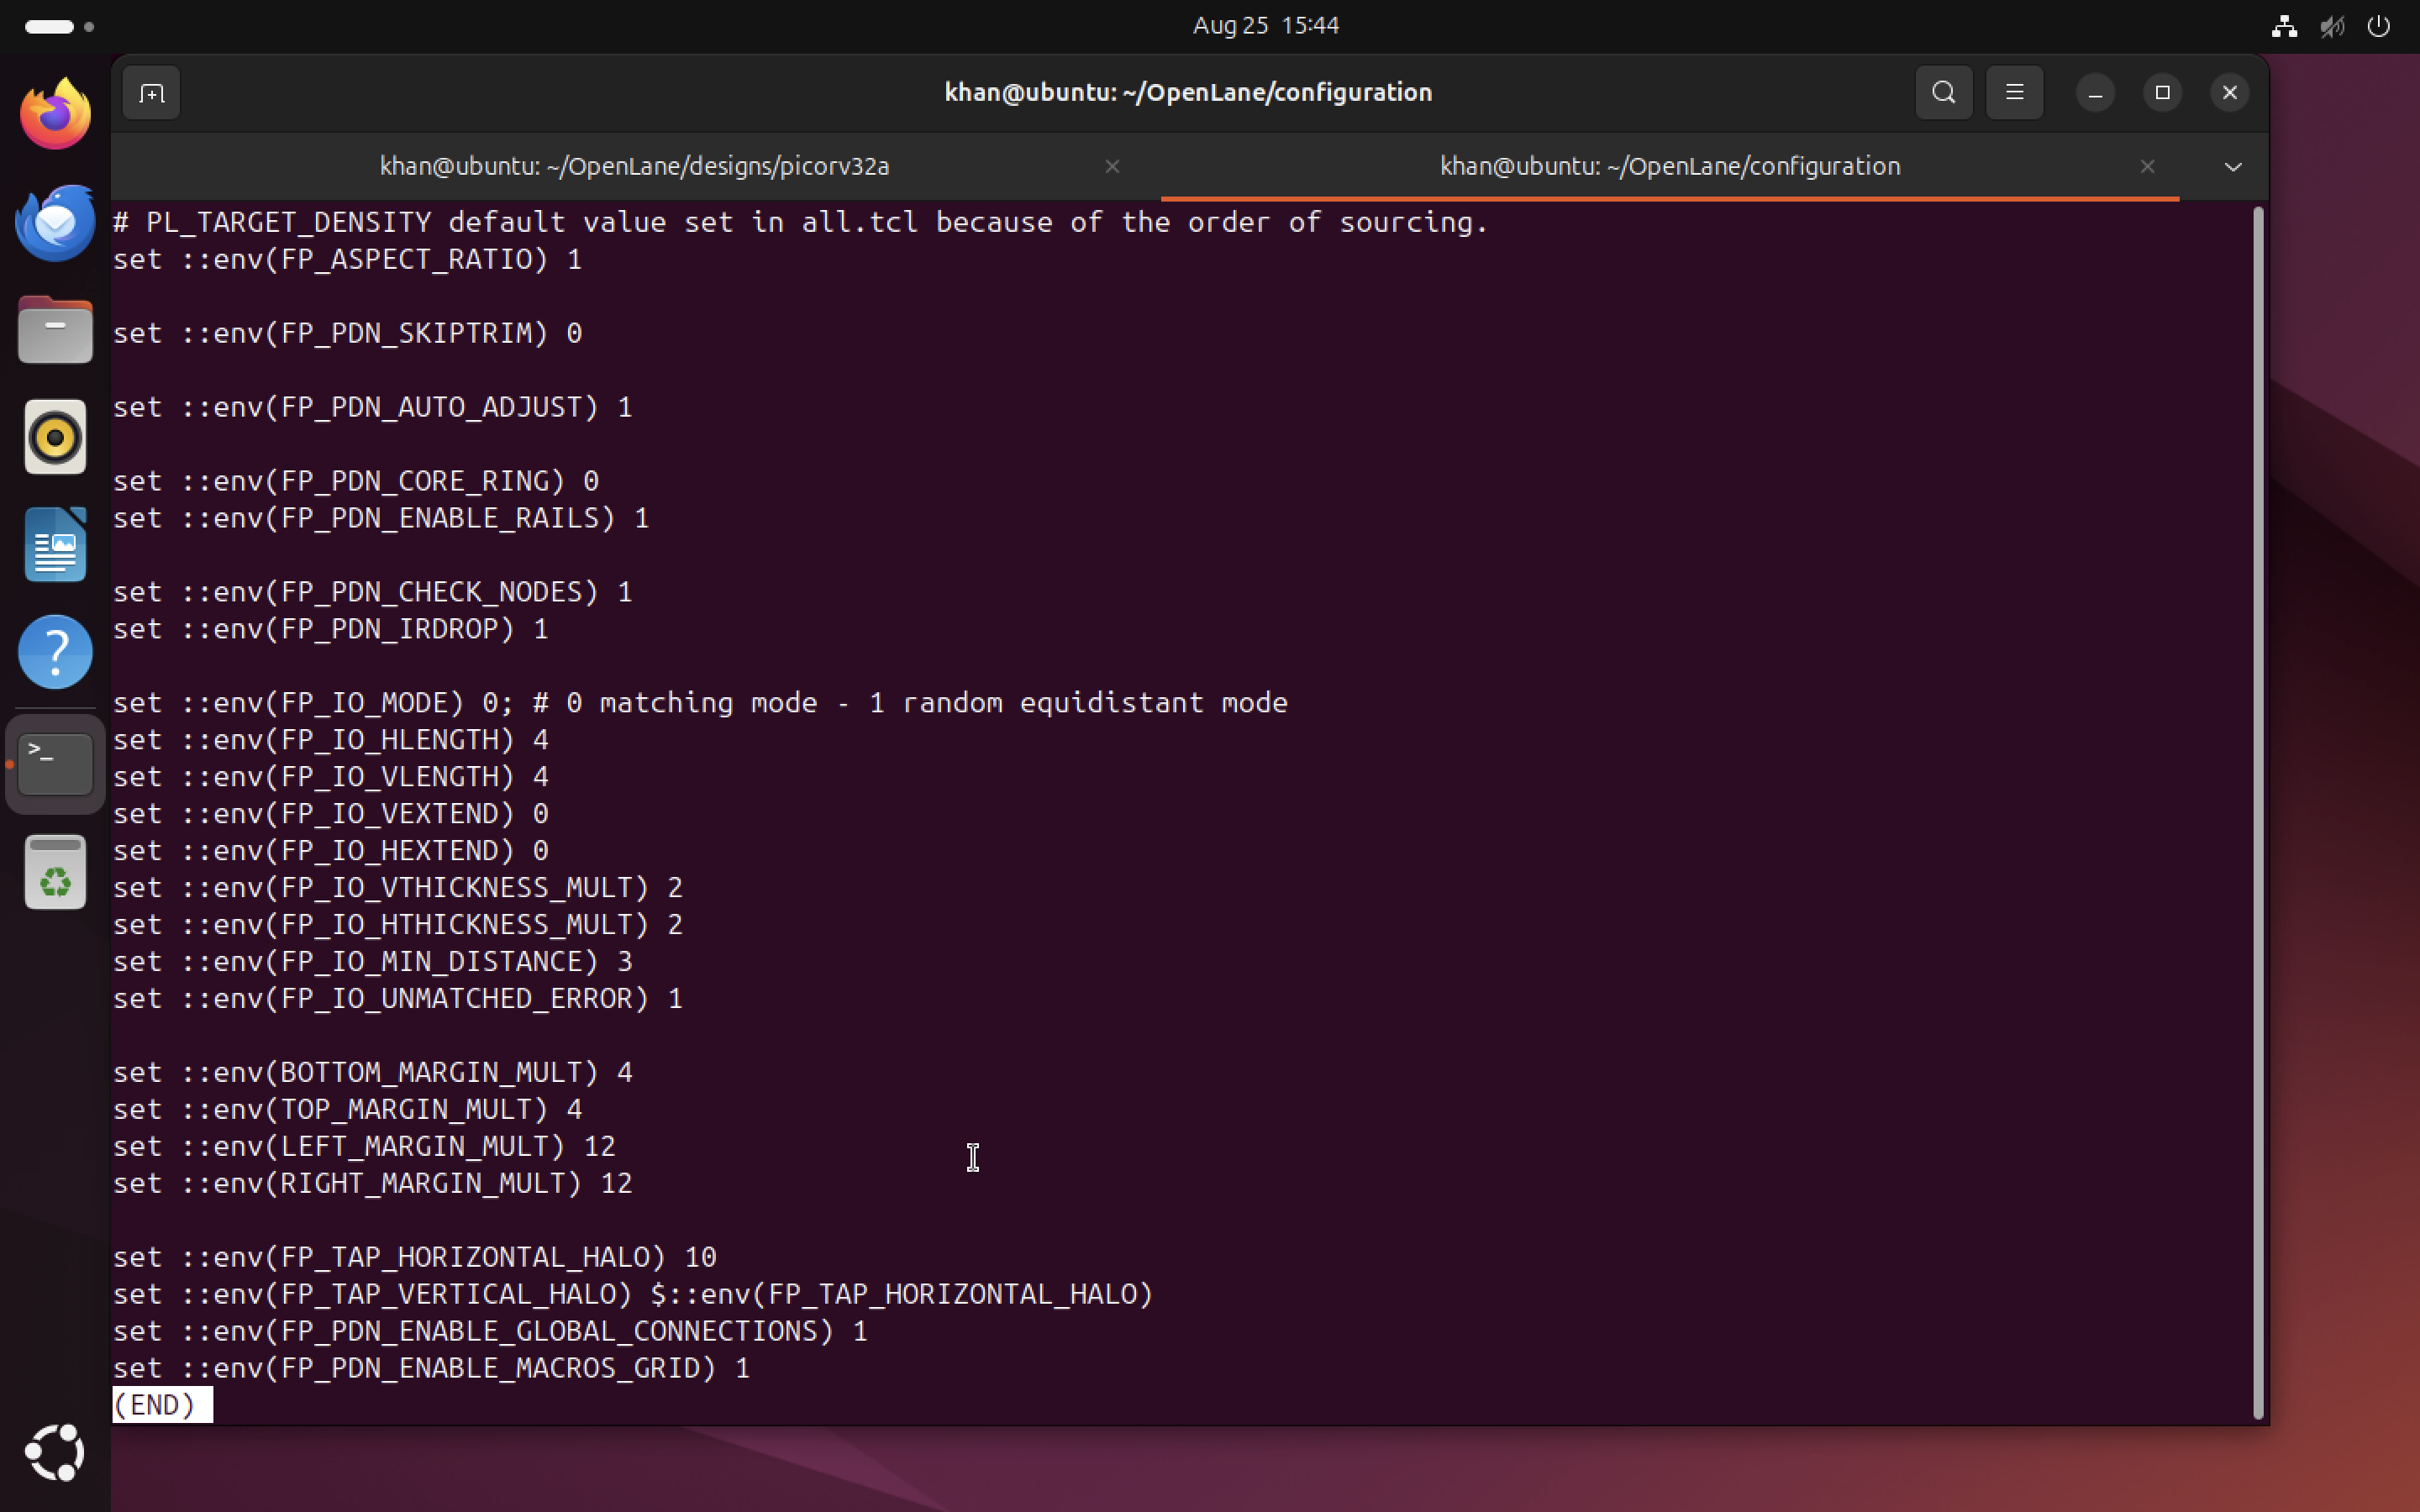 Aug 25 15:44
khan@ubuntu: ~/OpenLane/configuration
khan@ubuntu: ~/OpenLane/designs/picorv32a
khan@ubuntu: ~/OpenLane/configuration
# PL_TARGET_DENSITY default value set in all.tcl because of the order of sourcing.
set ::env(FP_ASPECT_RATIO) 1
set ::env(FP_PDN_SKIPTRIM) 0
set ::env(FP_PDN_AUTO_ADJUST) 1
set ::env(FP_PDN_CORE_RING) 0
set ::env(FP_PDN_ENABLE_RAILS) 1
set ::env(FP_PDN_CHECK_NODES) 1
set ::env(FP_PDN_IRDROP) 1
set ::env(FP_IO_MODE) 0; # 0 matching mode - 1 random equidistant mode
set ::env(FP_IO_HLENGTH) 4
set ::env(FP_IO_VLENGTH) 4
set ::env(FP_IO_VEXTEND) 0
set ::env(FP_IO_HEXTEND) 0
set ::env(FP_IO_VTHICKNESS_MULT) 2
set ::env(FP_IO_HTHICKNESS_MULT) 2
set ::env(FP_IO_MIN_DISTANCE) 3
set ::env(FP_IO_UNMATCHED_ERROR) 1
set ::env(BOTTOM_MARGIN_MULT) 4
set ::env(TOP_MARGIN_MULT) 4
set ::env(LEFT_MARGIN_MULT) 12
set ::env(RIGHT_MARGIN_MULT) 12
set ::env(FP_TAP_HORIZONTAL_HALO) 10
set ::env(FP_TAP_VERTICAL_HALO) $::env(FP_TAP_HORIZONTAL_HALO)
set ::env(FP_PDN_ENABLE_GLOBAL_CONNECTIONS) 1
set ::env(FP_PDN_ENABLE_MACROS_GRID) 1
(END)